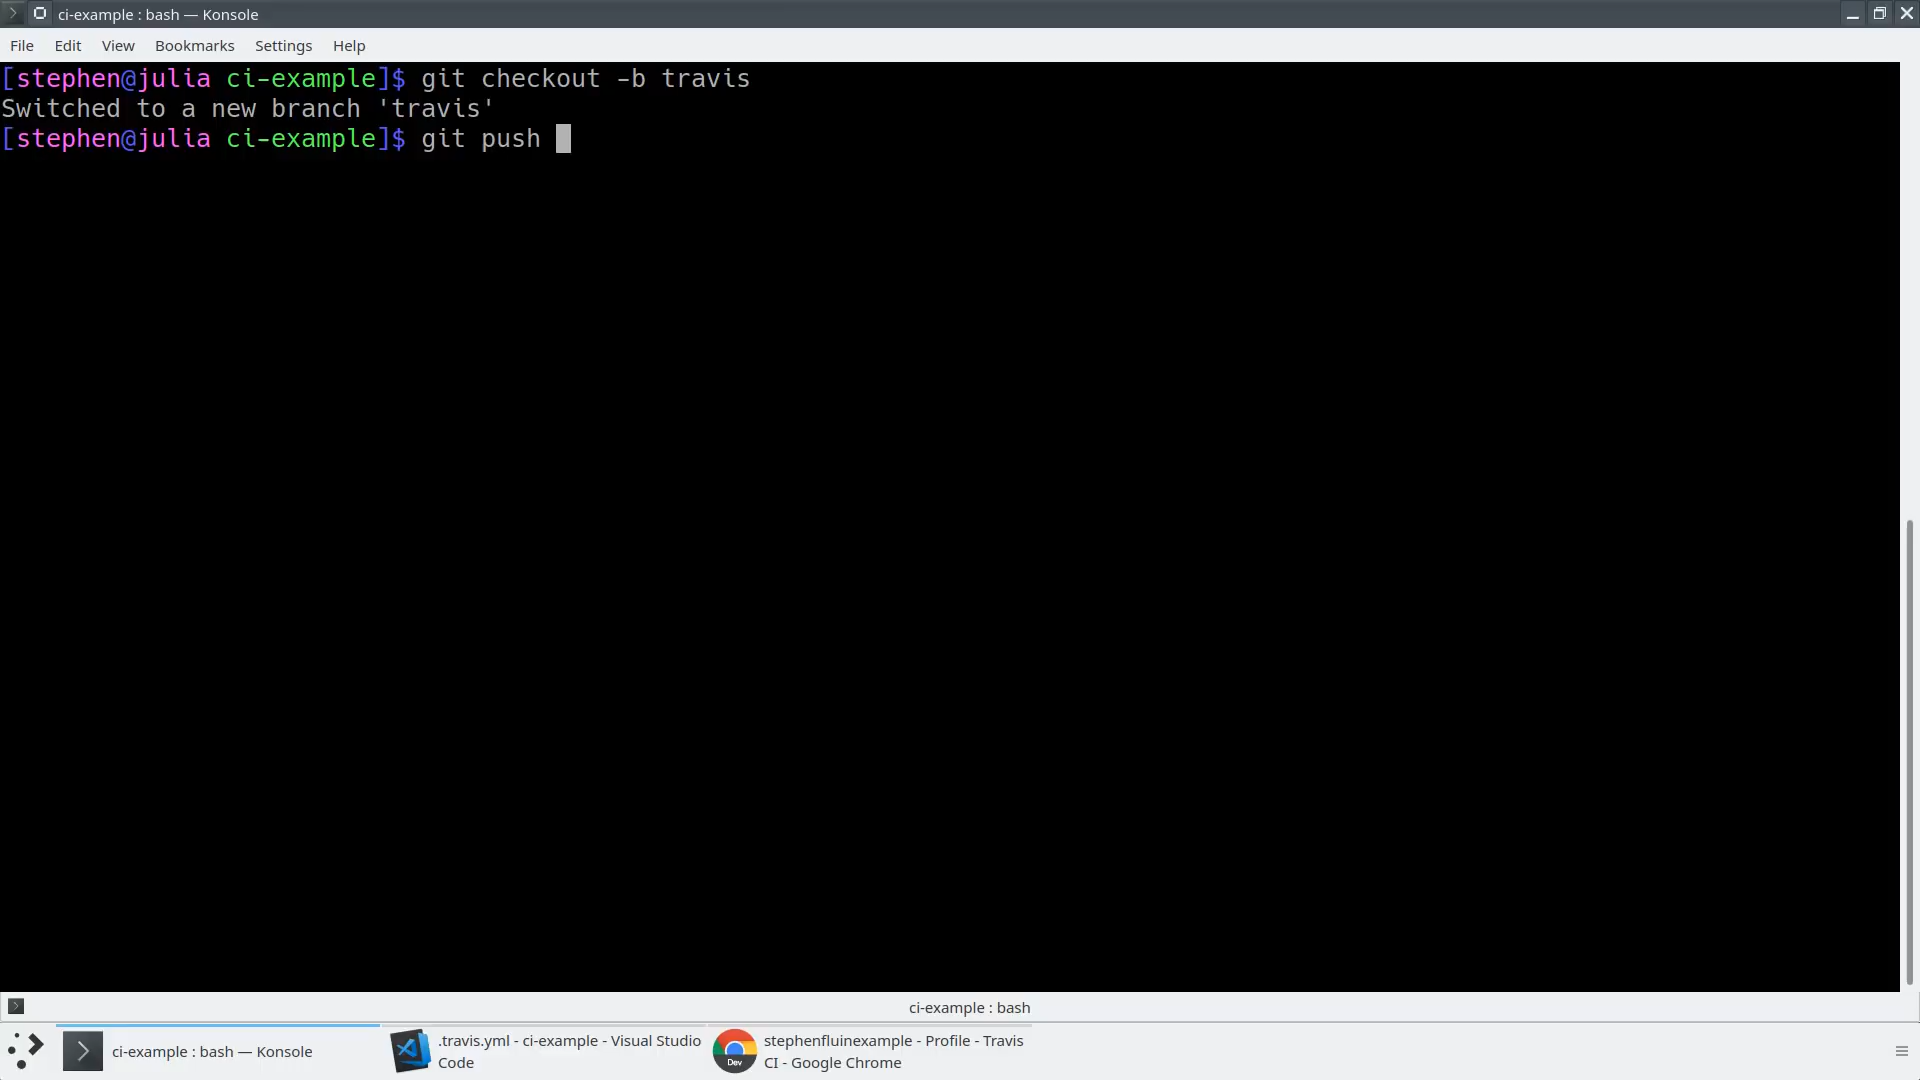 ci-example : bash — Konsole
File Edit View Bookmarks Settings Help
[stephen@julia ci-example]$ git checkout -b travis
Switched to a new branch 'travis'
[stephen@julia ci-example]$ git push
ci-example : bash
ci-example : bash — Konsole
.travis.yml - ci-example - Visual Studio
Code
Dev
stephenfluinexample - Profile - Travis
CI - Google Chrome